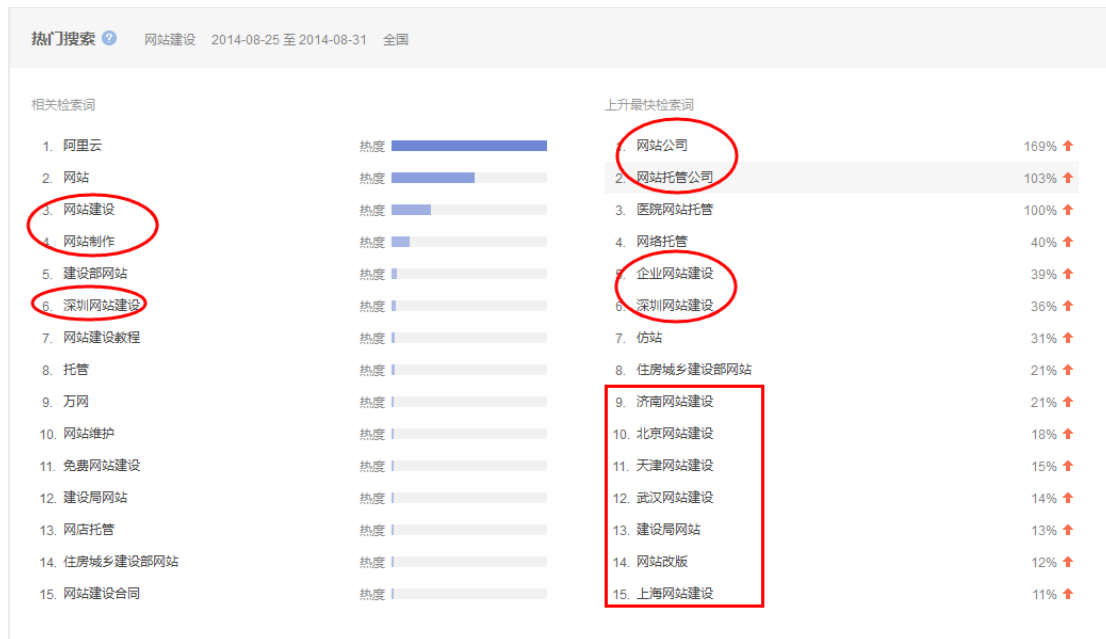 热门搜索 ? 网站建设 2014-08-25 至 2014-08-31 全国
相关检索词
1. 阿里云 热度
2. 网站 热度
3. 网站建设 热度
4. 网站制作 热度
5. 建设部网站 热度
6. 深圳网站建设 热度
7. 网站建设教程 热度
8. 托管 热度
9. 万网 热度
10. 网站维护 热度
11. 免费网站建设 热度
12. 建设局网站 热度
13. 网店托管 热度
14. 住房城乡建设部网站 热度
15. 网站建设合同 热度
上升最快检索词
1. 网站公司 169%
2. 网站托管公司 103%
3. 医院网站托管 100%
4. 网络托管 40%
5. 企业网站建设 39%
6. 深圳网站建设 36%
7. 仿站 31%
8. 住房城乡建设部网站 21%
9. 济南网站建设 21%
10. 北京网站建设 18%
11. 天津网站建设 15%
12. 武汉网站建设 14%
13. 建设局网站 13%
14. 网站改版 12%
15. 上海网站建设 11%